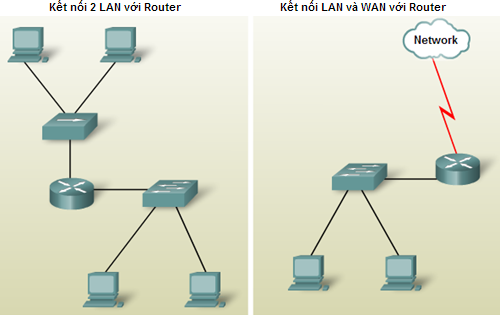 Kết nối 2 LAN với Router
Kết nối LAN và WAN với Router
Network